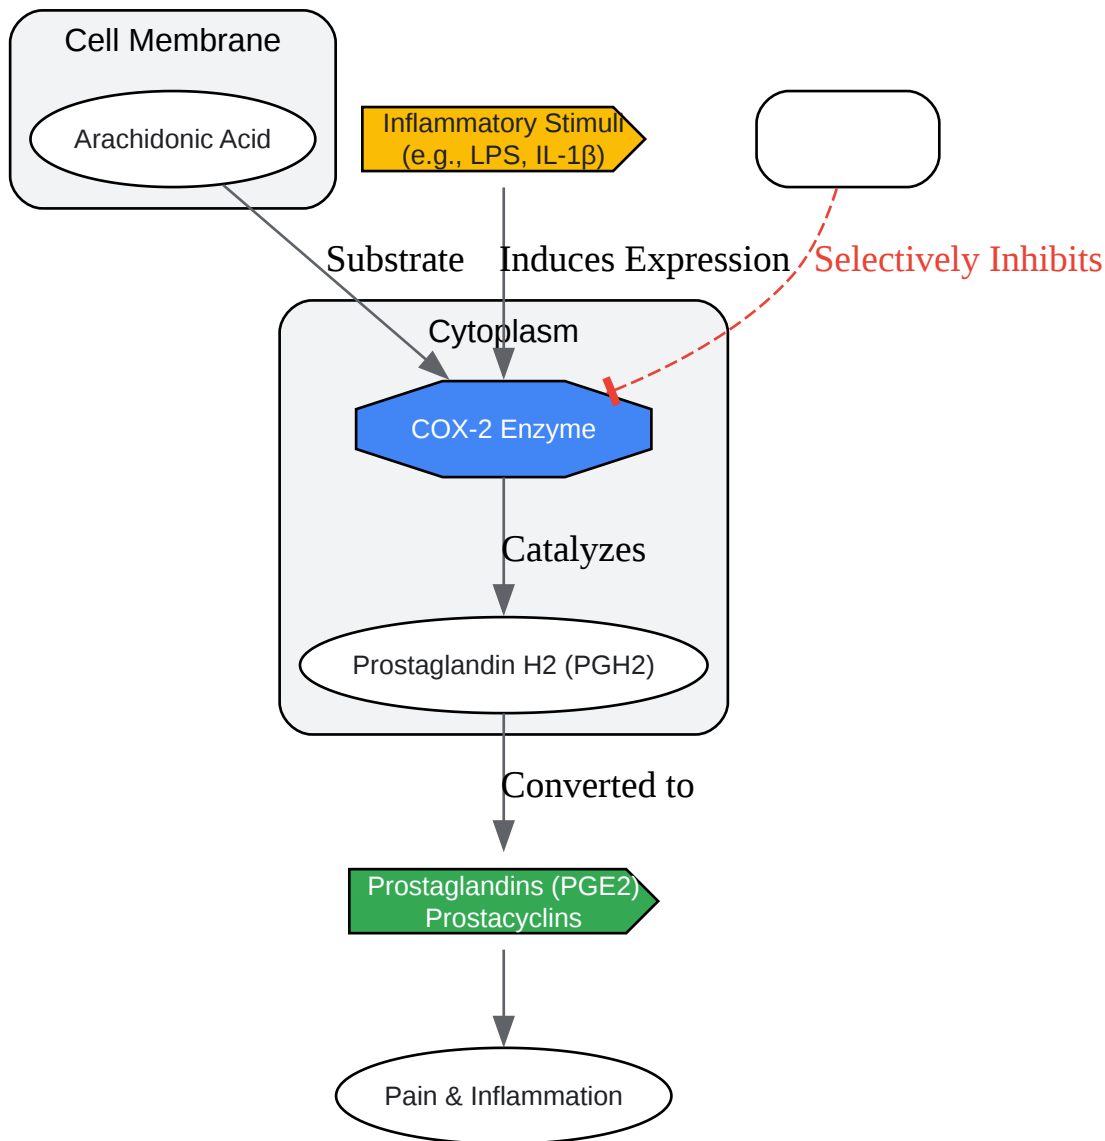 Cell Membrane
Arachidonic Acid
Inflammatory Stimuli
(e.g., LPS, IL-1β)
Substrate
Induces Expression
Selectively Inhibits
Cytoplasm
COX-2 Enzyme
Catalyzes
Prostaglandin H2 (PGH2)
Converted to
Prostaglandins (PGE2)
Prostacyclins
Pain & Inflammation